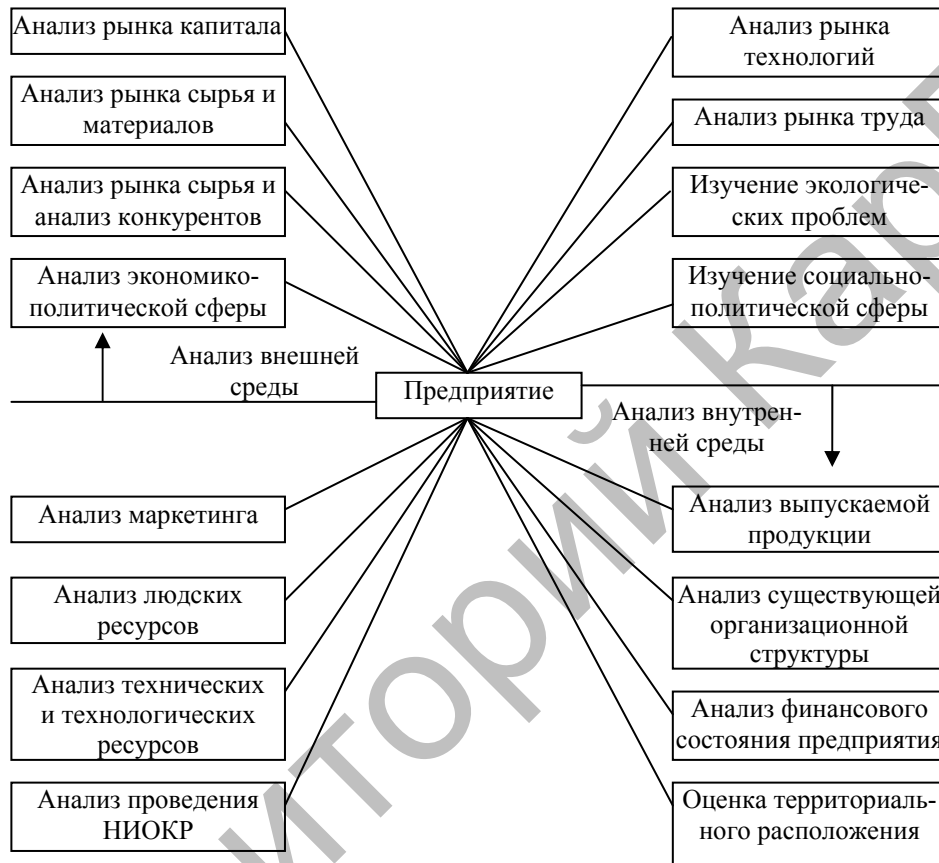 Анализ рынка капитала
Анализ рынка сырья и
материалов
Анализ рынка сырья и
анализ конкурентов
Анализ экономико-
политической сферы
Анализ рынка
технологий
Анализ рынка труда
Изучение экологиче-
ских проблем
Изучение социально-
политической сферы
Анализ внешней
среды
Предприятие
Анализ внутрен-
ней среды
Анализ маркетинга
Анализ людских
ресурсов
Анализ технических
и технологических
ресурсов
Анализ проведения
НИОКР
Анализ выпускаемой
продукции
Анализ существующей
организационной
структуры
Анализ финансового
состояния предприятия
Оценка территориаль-
ного расположения